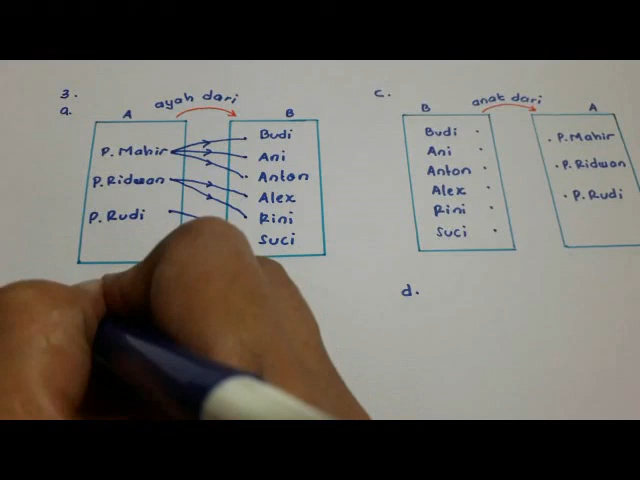 3.
a.
ayah dari
A
B
P. Mahir
P. Ridwan
P. Rudi
Budi
Ani
Anton
Alex
Rini
Suci
c.
anak dari
B
A
Budi
Ani
Anton
Alex
Rini
Suci
P. Mahir
P. Ridwan
P. Rudi
d.